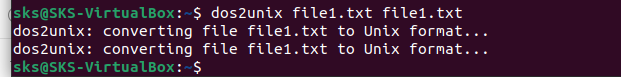 sks@SKS-VirtualBox:~$ dos2unix file1.txt file1.txt
dos2unix: converting file file1.txt to Unix format...
dos2unix: converting file file1.txt to Unix format...
sks@SKS-VirtualBox:~$